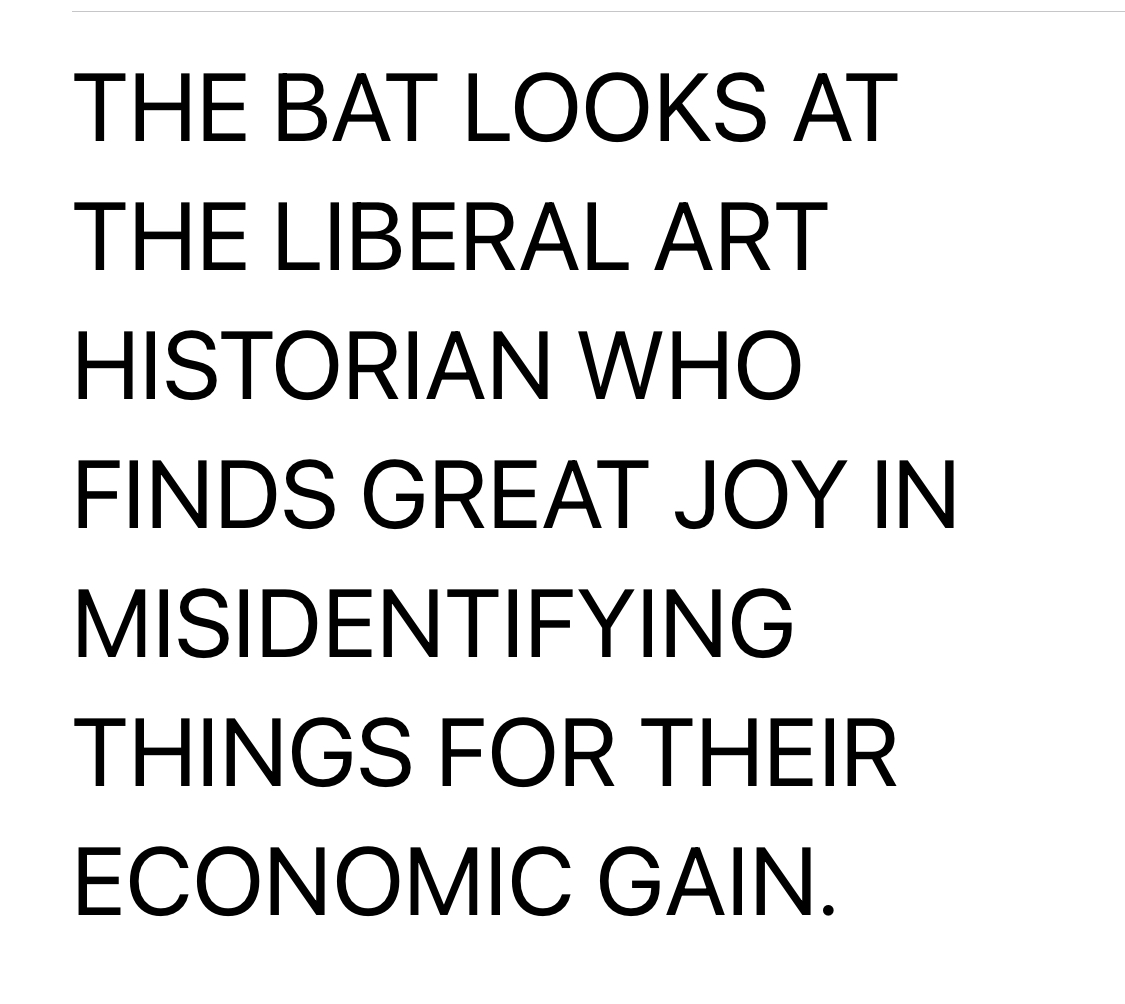 THE BAT LOOKS AT
THE LIBERAL ART
HISTORIAN WHO
FINDS GREAT JOY IN
MISIDENTIFYING
THINGS FOR THEIR
ECONOMIC GAIN.